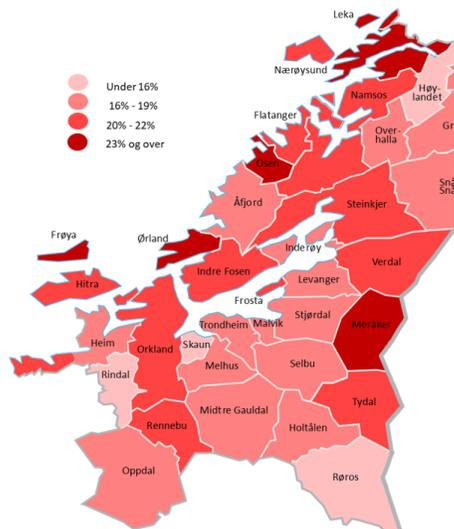 Leka
Nærøysund
Namsos
Høy-
landet
Under 16%
16% - 19%
20% - 22%
23% og over
Flatanger
Over-
halla
Gr
Osen
Snå
Snå
Åfjord
Steinkjer
Frøya
Ørland
Inderøy
Verdal
Hitra
Indre Fosen
Levanger
Frosta
Stjørdal
Trondheim
Malvik
Meråker
Heim
Orkland
Skaun
Rindal
Melhus
Selbu
Midtre Gauldal
Tydal
Rennebu
Holtålen
Oppdal
Røros